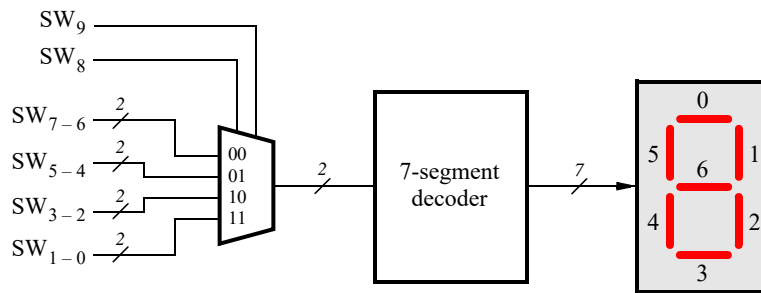 SW9
SW8
SW7–6 2
SW5–4 2
SW3–2 2
SW1–0 2
00
01
10
11
2
7-segment
decoder
7
0
5 1
6
4 2
3